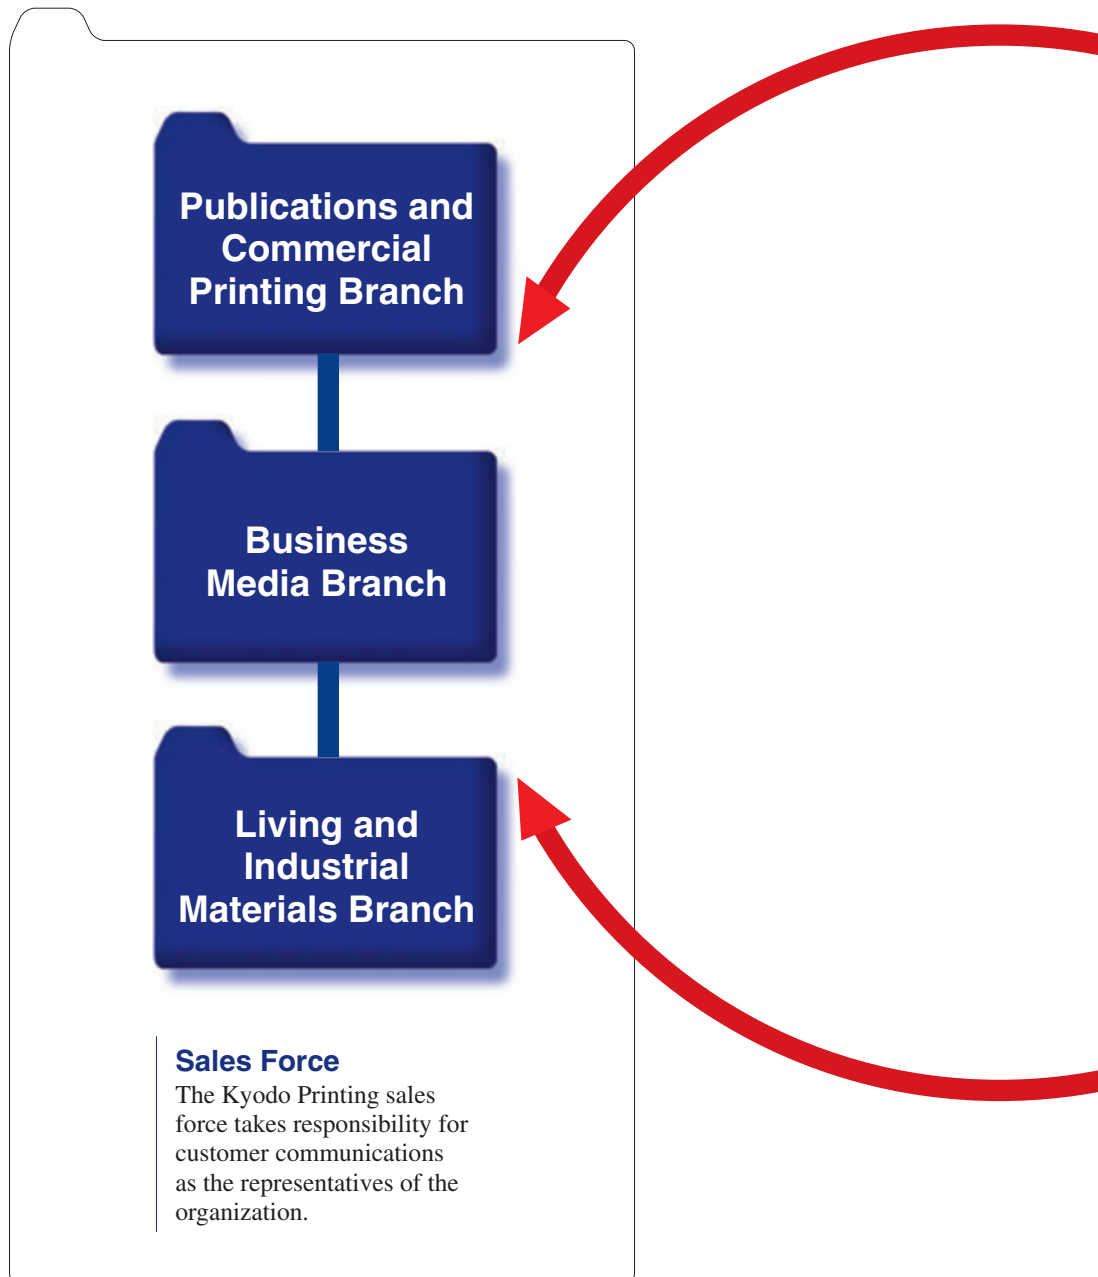 Publications and
Commercial
Printing Branch
Business
Media Branch
Living and
Industrial
Materials Branch
Sales Force
The Kyodo Printing sales
force takes responsibility for
customer communications
as the representatives of the
organization.